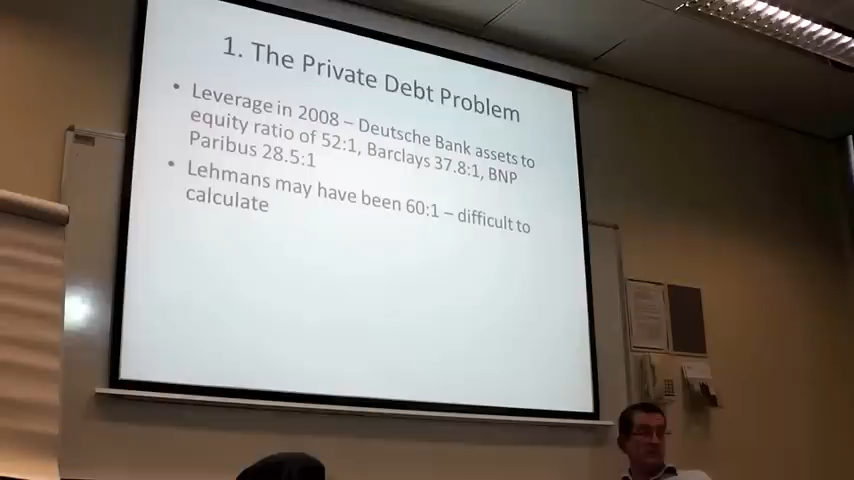 1. The Private Debt Problem
• Leverage in 2008 – Deutsche Bank assets to
equity ratio of 52:1, Barclays 37.8:1, BNP
Paribus 28.5:1
• Lehmans may have been 60:1 – difficult to
calculate